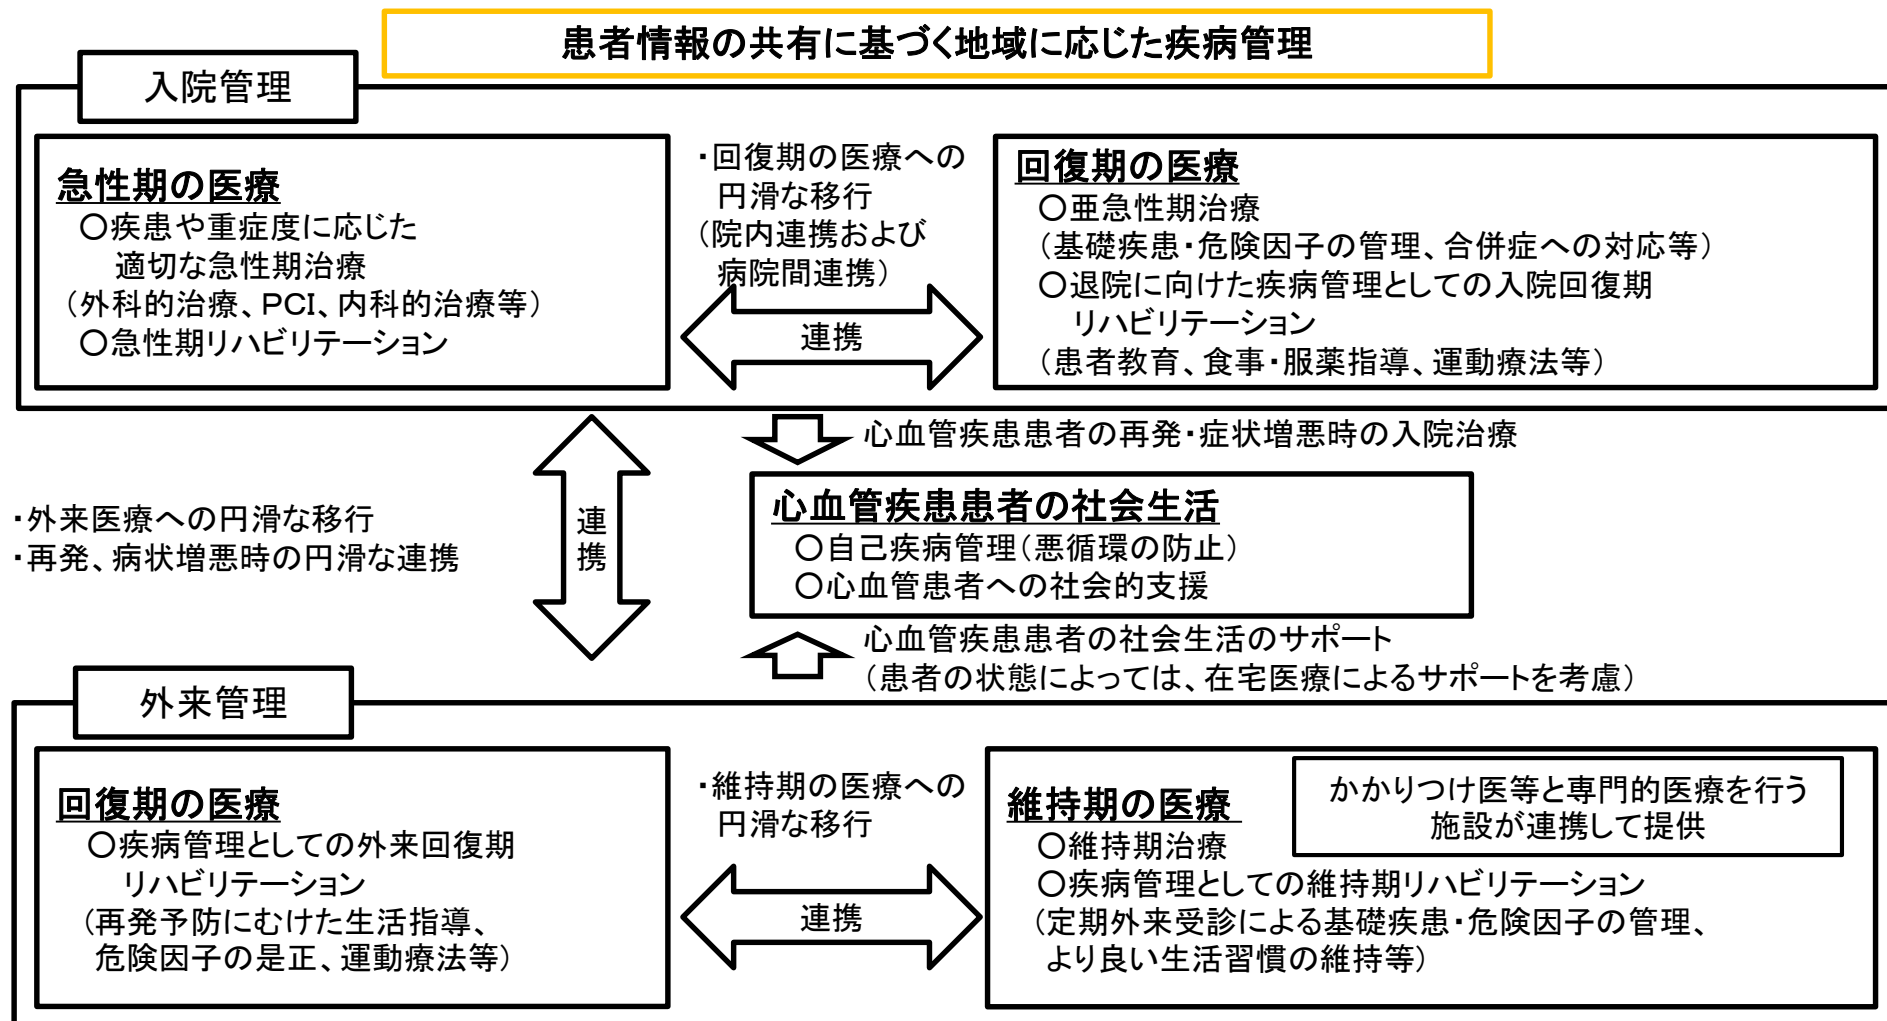 患者情報の共有に基づく地域に応じた疾病管理
入院管理
急性期の医療
○疾患や重症度に応じた
適切な急性期治療
(外科的治療、PCI、内科的治療等)
○急性期リハビリテーション
・回復期の医療への
円滑な移行
(院内連携および
病院間連携)
連携
回復期の医療
○亜急性期治療
(基礎疾患・危険因子の管理、合併症への対応等)
○退院に向けた疾病管理としての入院回復期
リハビリテーション
(患者教育、食事・服薬指導、運動療法等)
・外来医療への円滑な移行
・再発、病状増悪時の円滑な連携
連携
心血管疾患患者の再発・症状増悪時の入院治療
心血管疾患患者の社会生活
○自己疾病管理(悪循環の防止)
○心血管患者への社会的支援
心血管疾患患者の社会生活のサポート
(患者の状態によっては、在宅医療によるサポートを考慮)
外来管理
回復期の医療
○疾病管理としての外来回復期
リハビリテーション
(再発予防にむけた生活指導、
危険因子の是正、運動療法等)
・維持期の医療への
円滑な移行
連携
維持期の医療
かかりつけ医等と専門的医療を行う
施設が連携して提供
○維持期治療
○疾病管理としての維持期リハビリテーション
(定期外来受診による基礎疾患・危険因子の管理、
より良い生活習慣の維持等)